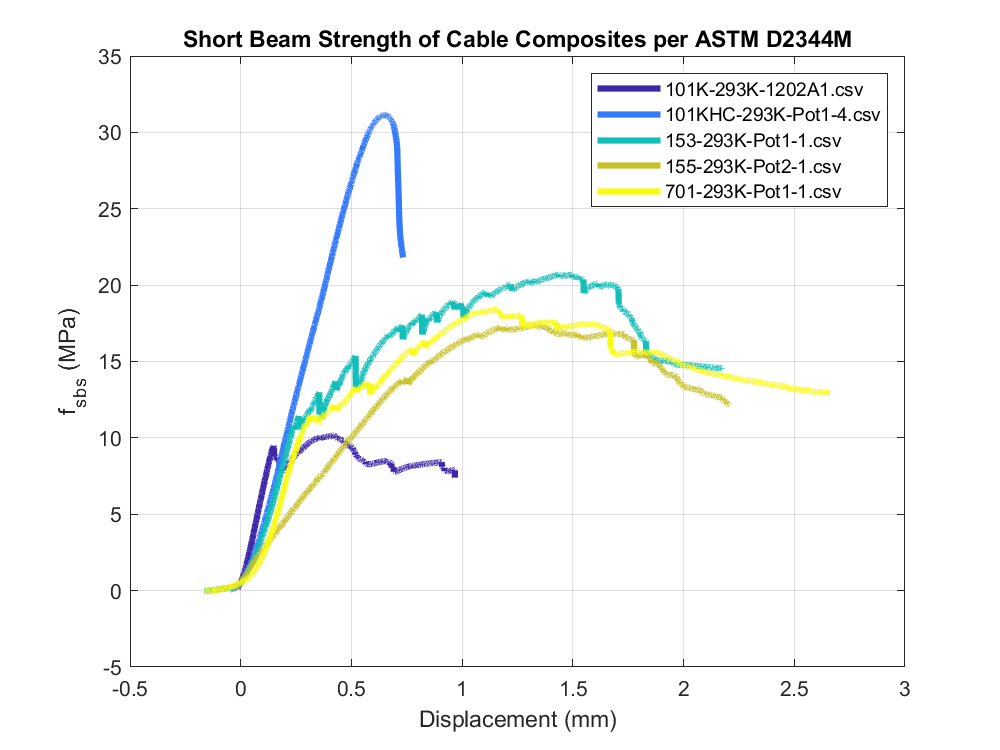 Short Beam Strength of Cable Composites per ASTM D2344M
35
30
25
20
15
10
5
0
-5
f_sbs (MPa)
101K-293K-1202A1.csv
101KHC-293K-Pot1-4.csv
153-293K-Pot1-1.csv
155-293K-Pot2-1.csv
701-293K-Pot1-1.csv
-0.5 0 0.5 1 1.5 2 2.5 3
Displacement (mm)